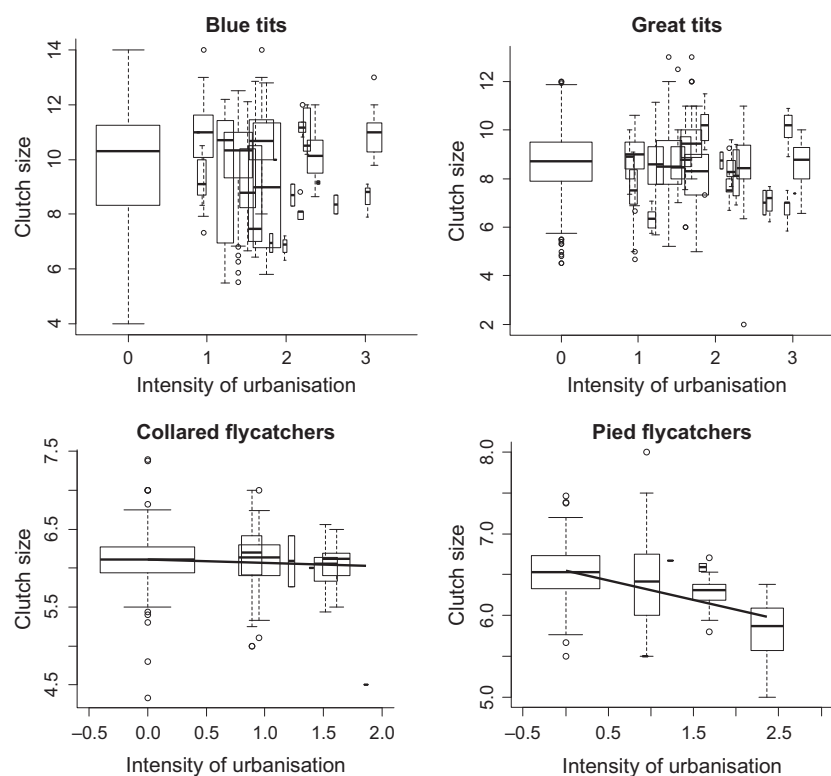 Blue tits
Clutch size
14
12
10
8
6
4
0 1 2 3
Intensity of urbanisation
Great tits
Clutch size
12
10
8
6
4
2
0 1 2 3
Intensity of urbanisation
Collared flycatchers
Clutch size
7.5
6.5
5.5
4.5
–0.5 0.0 0.5 1.0 1.5 2.0
Intensity of urbanisation
Pied flycatchers
Clutch size
8.0
7.0
6.0
5.0
–0.5 0.5 1.5 2.5
Intensity of urbanisation